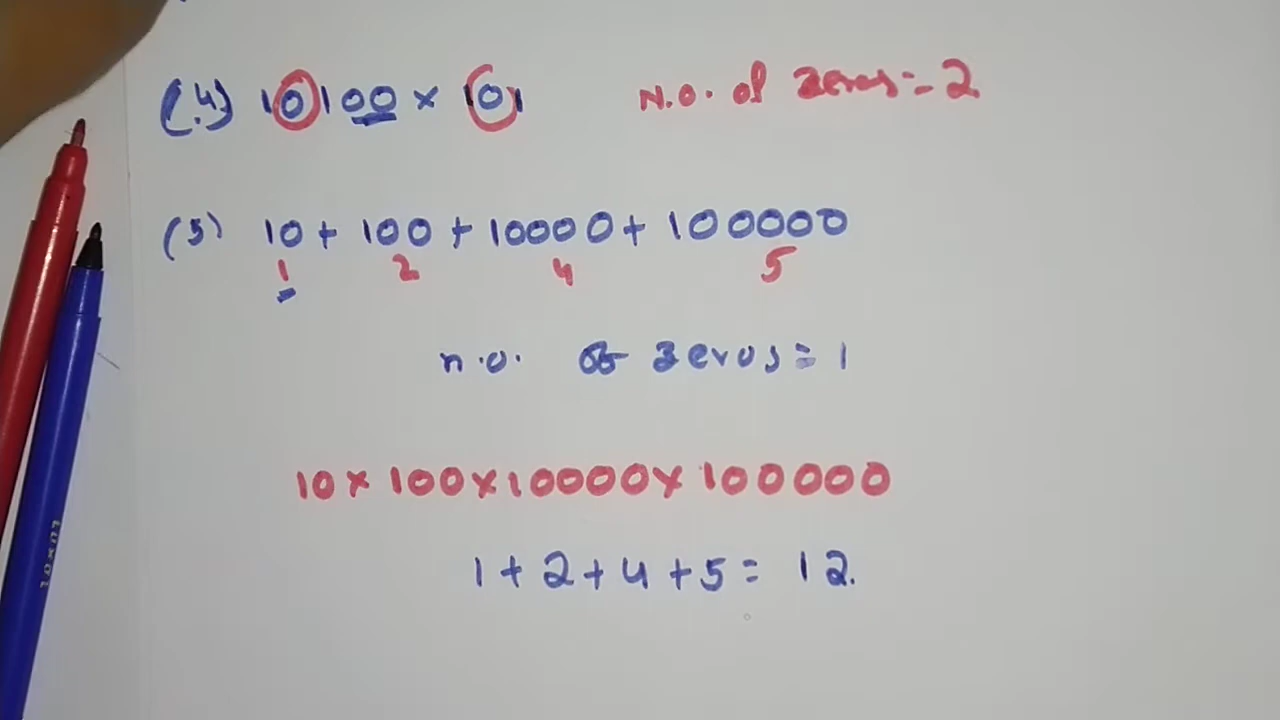 (.4) 10100 × 101 N.O. of zeros = 2
(5) 10 + 100 + 10000 + 100000
1 2 4 5
n.o. of zeros = 1
10 × 100 × 10000 × 100000
1 + 2 + 4 + 5 = 12.